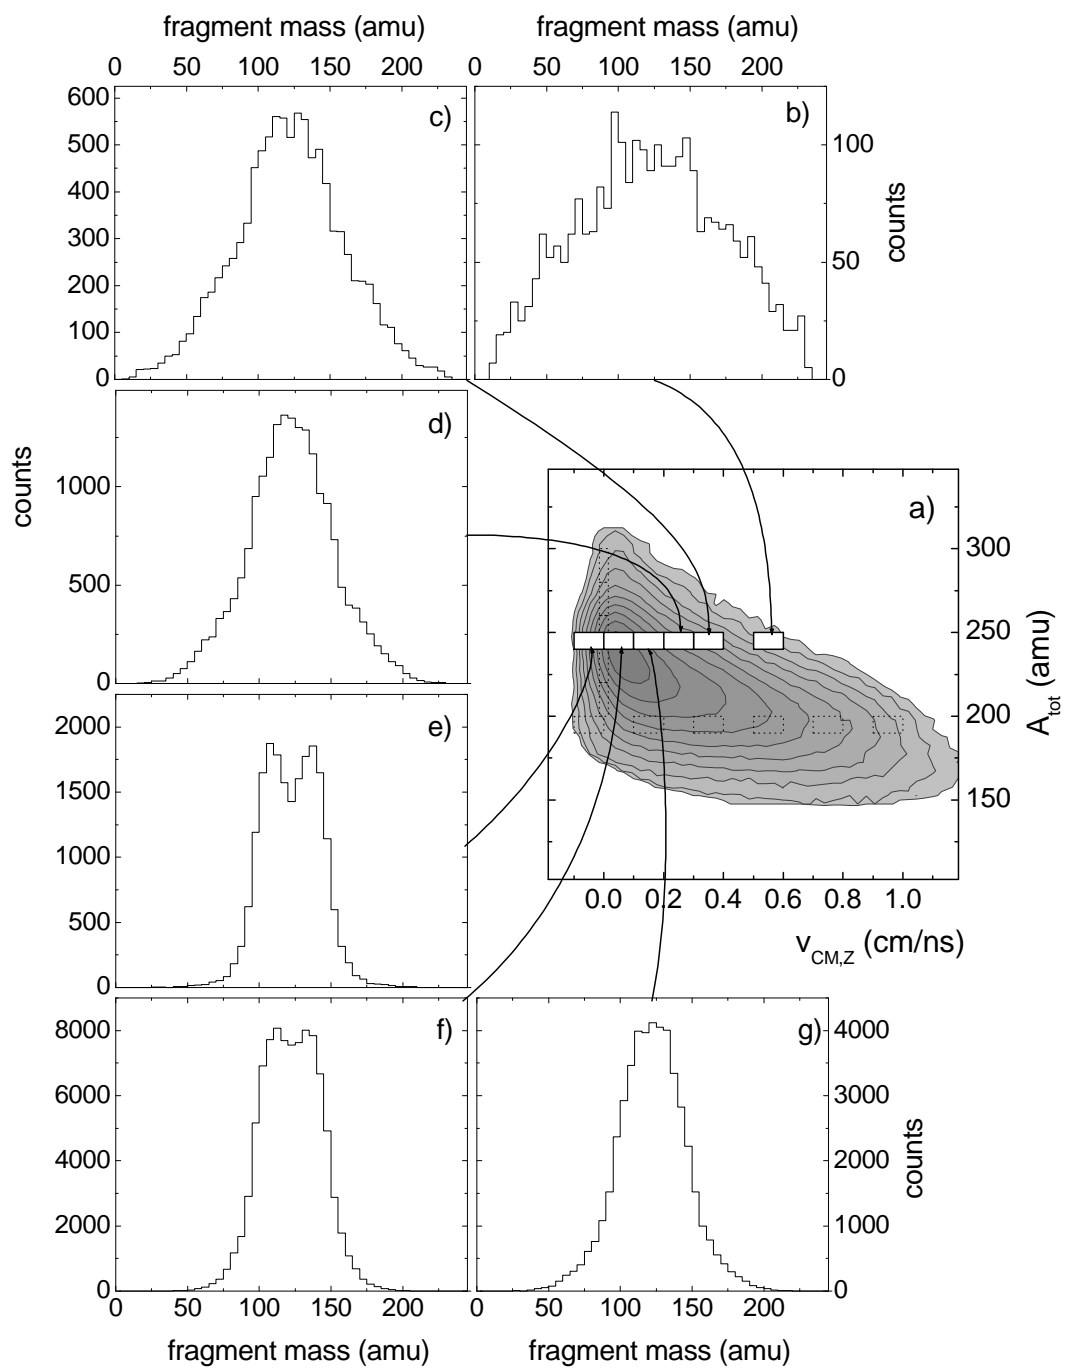 fragment mass (amu)
fragment mass (amu)
0 50 100 150 200
0 50 100 150 200
600
500
400
300
200
100
0
c)
b)
100
50
0
counts
counts
1000
500
0
d)
a)
300
250
200
150
A_tot (amu)
0.0 0.2 0.4 0.6 0.8 1.0
v_CM,Z (cm/ns)
2000
1500
1000
500
0
e)
8000
6000
4000
2000
0
f)
g)
4000
3000
2000
1000
0
counts
0 50 100 150 200
0 50 100 150 200
fragment mass (amu)
fragment mass (amu)